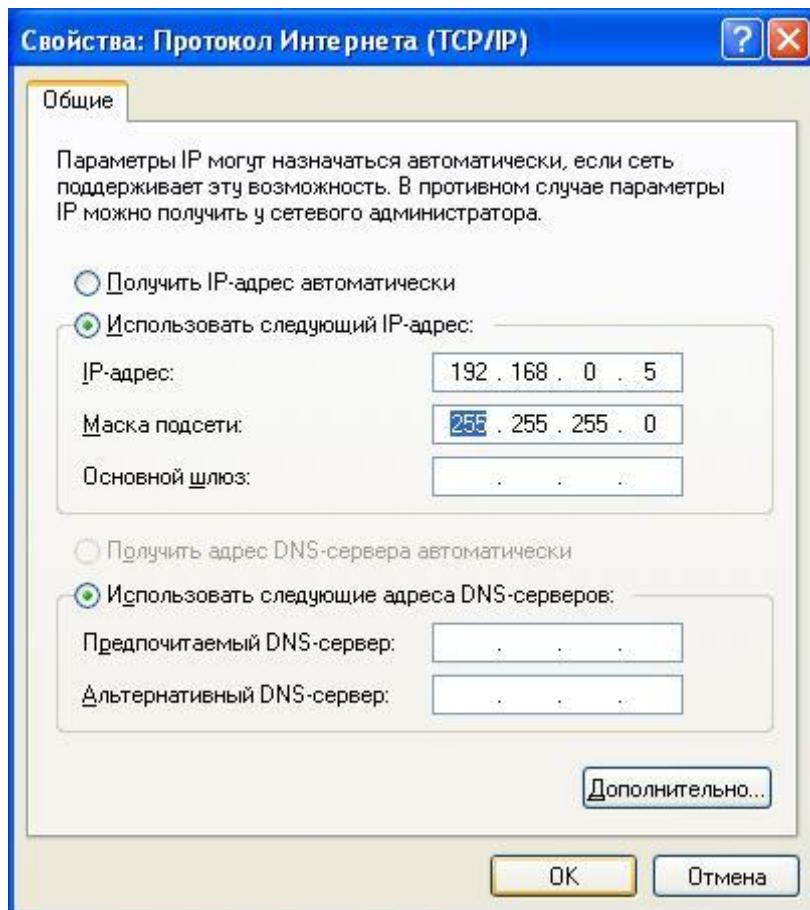 Свойства: Протокол Интернета (TCP/IP)
Общие
Параметры IP могут назначаться автоматически, если сеть
поддерживает эту возможность. В противном случае параметры
IP можно получить у сетевого администратора.
Получить IP-адрес автоматически
Использовать следующий IP-адрес:
IP-адрес: 192 . 168 . 0 . 5
Маска подсети: 255 . 255 . 255 . 0
Основной шлюз: . . .
Получить адрес DNS-сервера автоматически
Использовать следующие адреса DNS-серверов:
Предпочитаемый DNS-сервер: . . .
Альтернативный DNS-сервер: . . .
Дополнительно...
OK Отмена